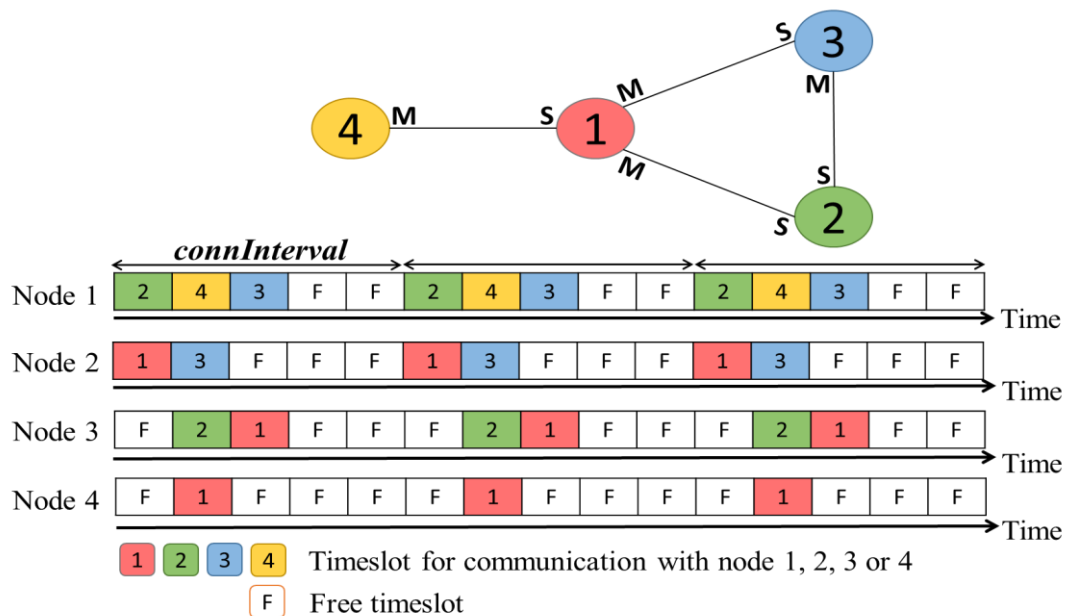 S
3
M
M
4
M
S
1
M
S
S
2
connInterval
Node 1 2 4 3 F F 2 4 3 F F 2 4 3 F F
Time
Node 2 1 3 F F F 1 3 F F F 1 3 F F F
Time
Node 3 F 2 1 F F F 2 1 F F F 2 1 F F
Time
Node 4 F 1 F F F F 1 F F F F 1 F F F
Time
1 2 3 4 Timeslot for communication with node 1, 2, 3 or 4
F Free timeslot